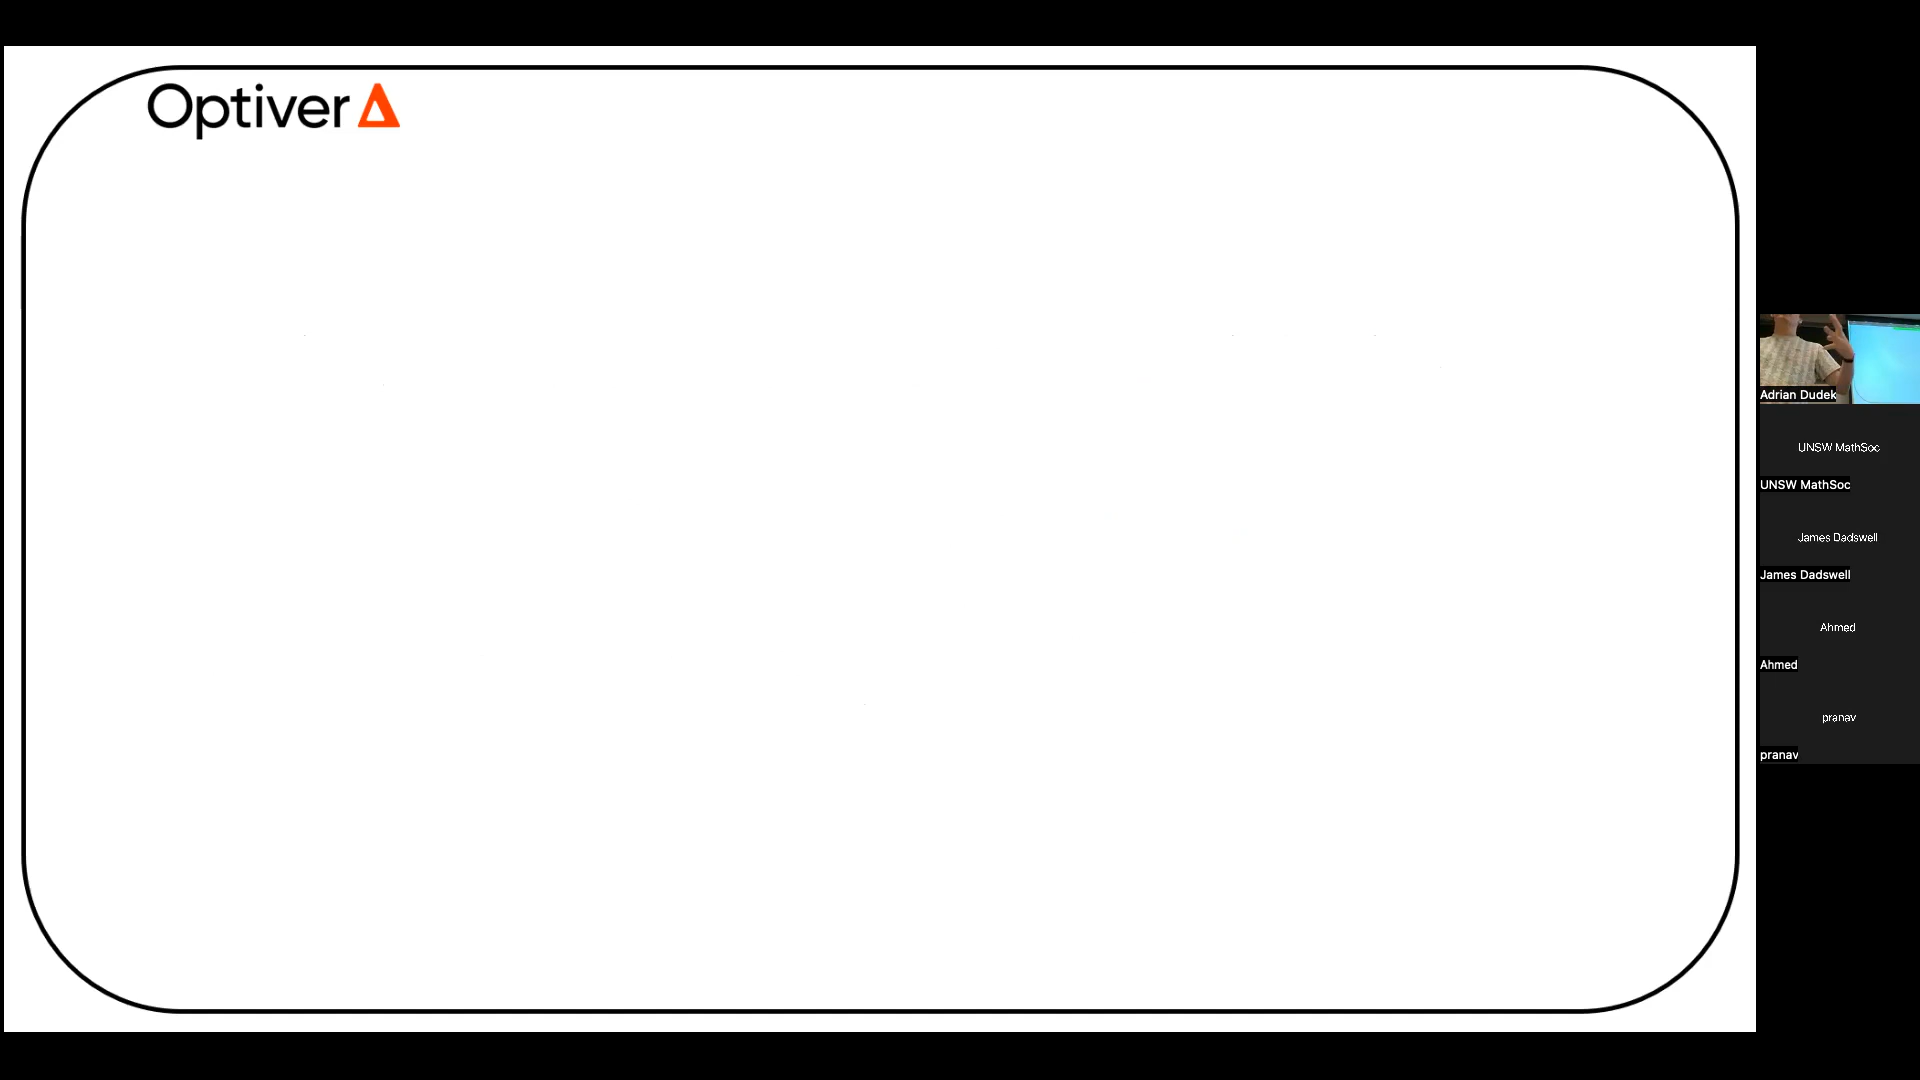 Optiver
Adrian Dudek
UNSW MathSoc
UNSW MathSoc
James Dadswell
James Dadswell
Ahmed
Ahmed
pranav
pranav